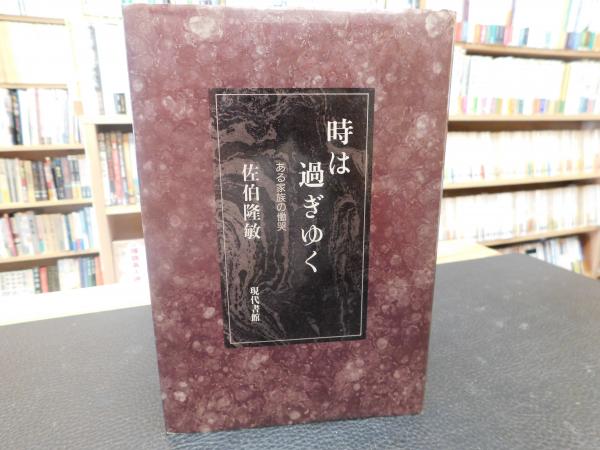 時は
過ぎゆく
ある家族の慟哭
佐伯隆敏
現代書館